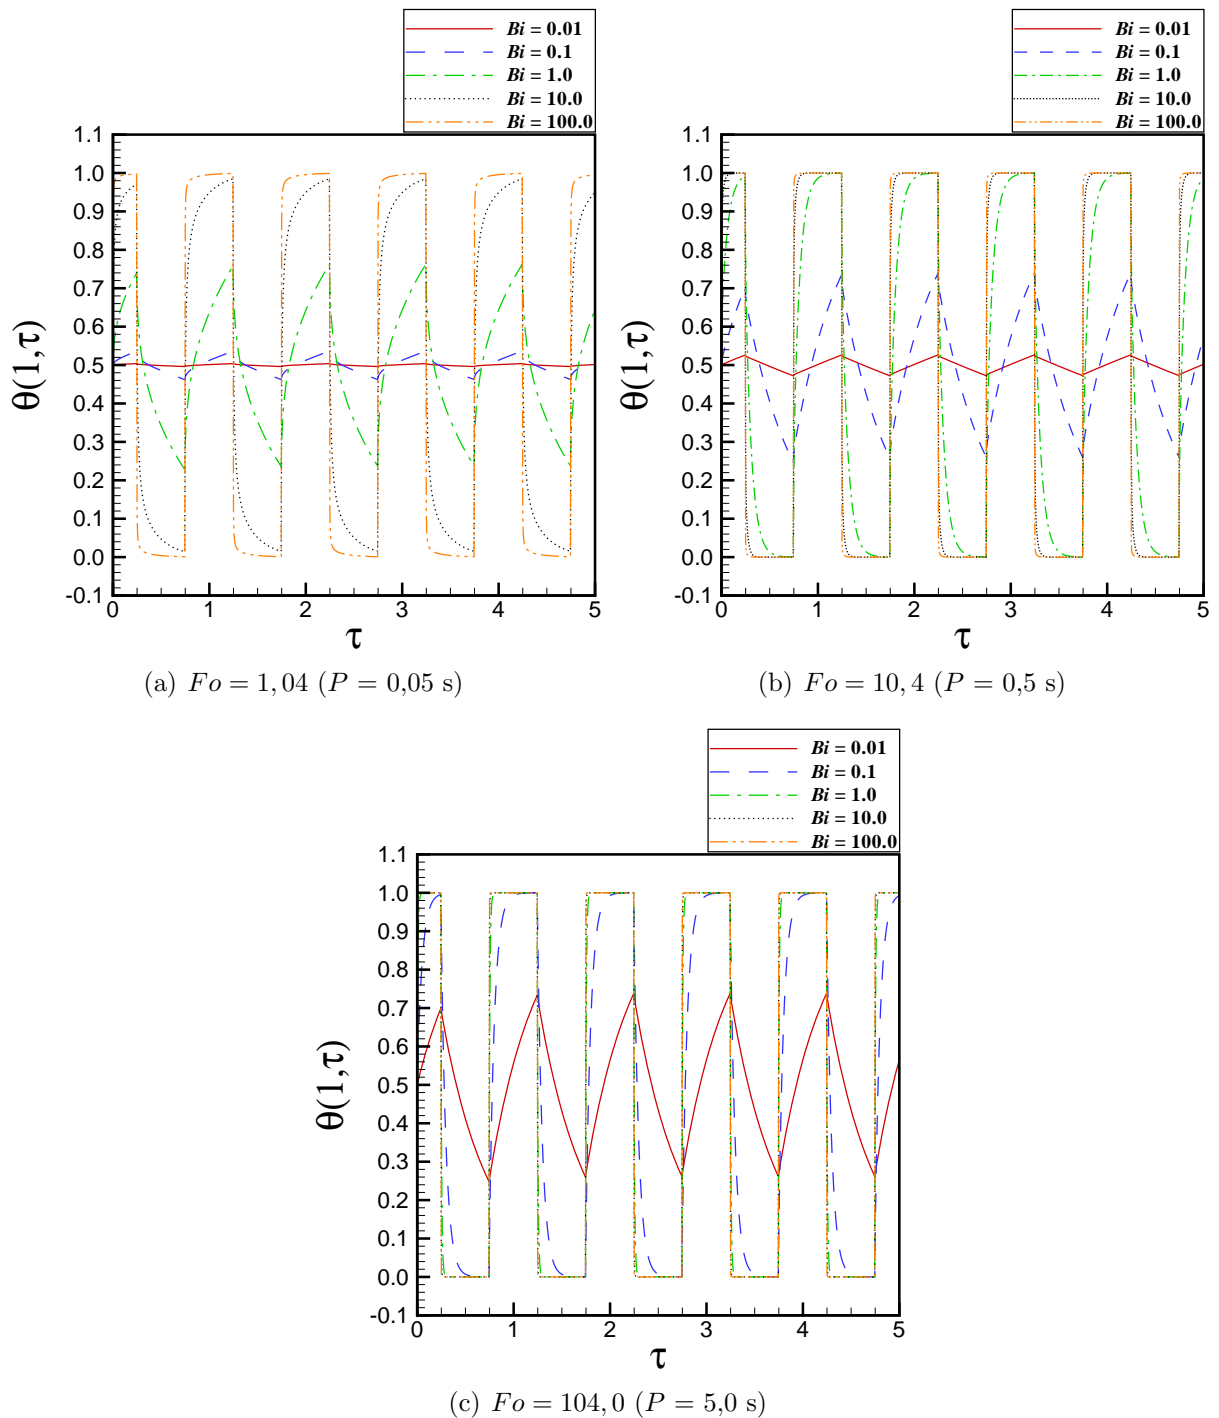 Bi = 0.01
Bi = 0.1
Bi = 1.0
Bi = 10.0
Bi = 100.0
1.1
1.0
0.9
0.8
0.7
0.6
0.5
0.4
0.3
0.2
0.1
0.0
-0.1
θ(1,τ)
0 1 2 3 4 5
τ
(a) Fo = 1, 04 (P = 0,05 s)
Bi = 0.01
Bi = 0.1
Bi = 1.0
Bi = 10.0
Bi = 100.0
1.1
1.0
0.9
0.8
0.7
0.6
0.5
0.4
0.3
0.2
0.1
0.0
-0.1
θ(1,τ)
0 1 2 3 4 5
τ
(b) Fo = 10, 4 (P = 0,5 s)
Bi = 0.01
Bi = 0.1
Bi = 1.0
Bi = 10.0
Bi = 100.0
1.1
1.0
0.9
0.8
0.7
0.6
0.5
0.4
0.3
0.2
0.1
0.0
-0.1
θ(1,τ)
0 1 2 3 4 5
τ
(c) Fo = 104, 0 (P = 5,0 s)